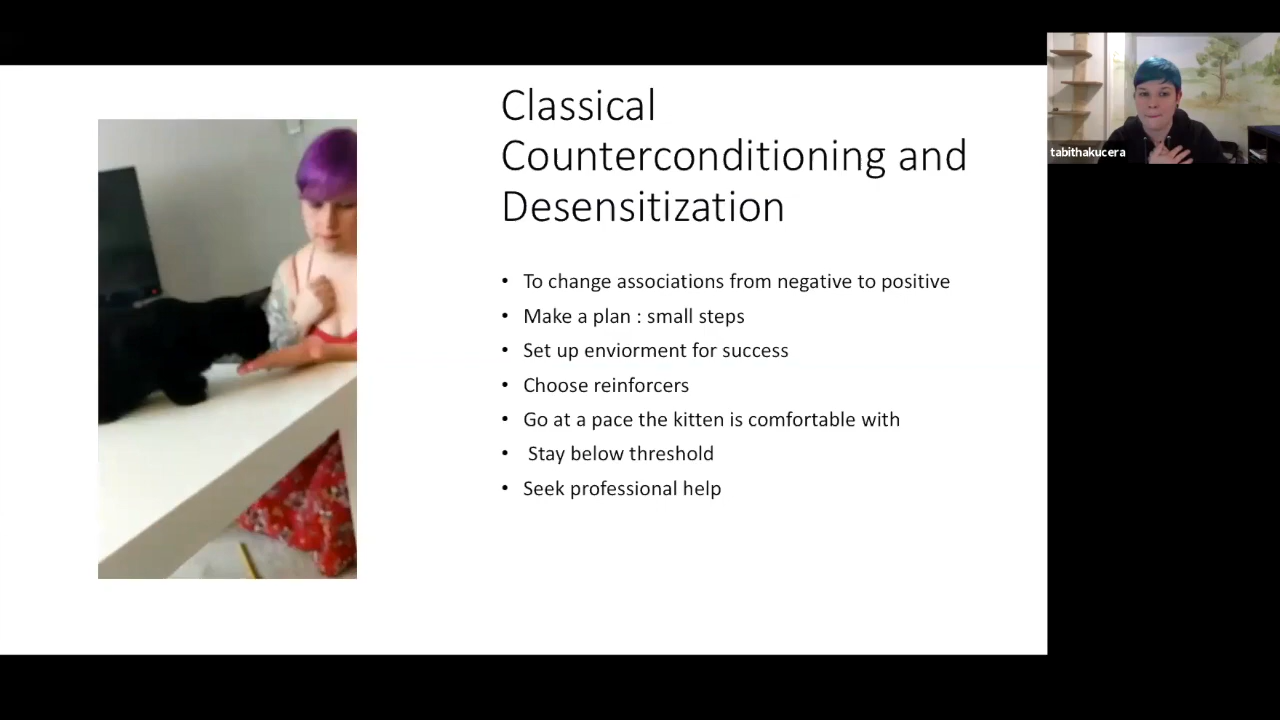 Classical
Counterconditioning and
Desensitization
• To change associations from negative to positive
• Make a plan : small steps
• Set up enviorment for success
• Choose reinforcers
• Go at a pace the kitten is comfortable with
• Stay below threshold
• Seek professional help
tabithakucera